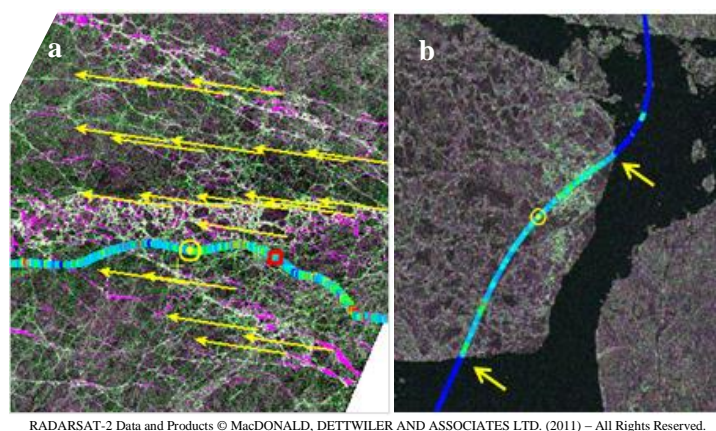 a
b
RADARSAT-2 Data and Products © MacDONALD, DETTWILER AND ASSOCIATES LTD. (2011) – All Rights Reserved.